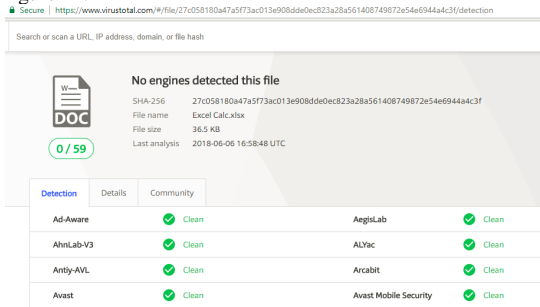 Secure | https://www.virustotal.com/#/file/27c058180a47a5f73ac013e908dde0ec823a28a561408749872e54e6944a4c3f/detection
Search or scan a URL, IP address, domain, or file hash
No engines detected this file
W
DOC
SHA-256 27c058180a47a5f73ac013e908dde0ec823a28a561408749872e54e6944a4c3f
File name Excel Calc.xlsx
File size 36.5 KB
Last analysis 2018-06-06 16:58:48 UTC
0 / 59
Detection Details Community
Ad-Aware Clean AegisLab Clean
AhnLab-V3 Clean ALYac Clean
Antiy-AVL Clean Arcabit Clean
Avast Clean Avast Mobile Security Clean